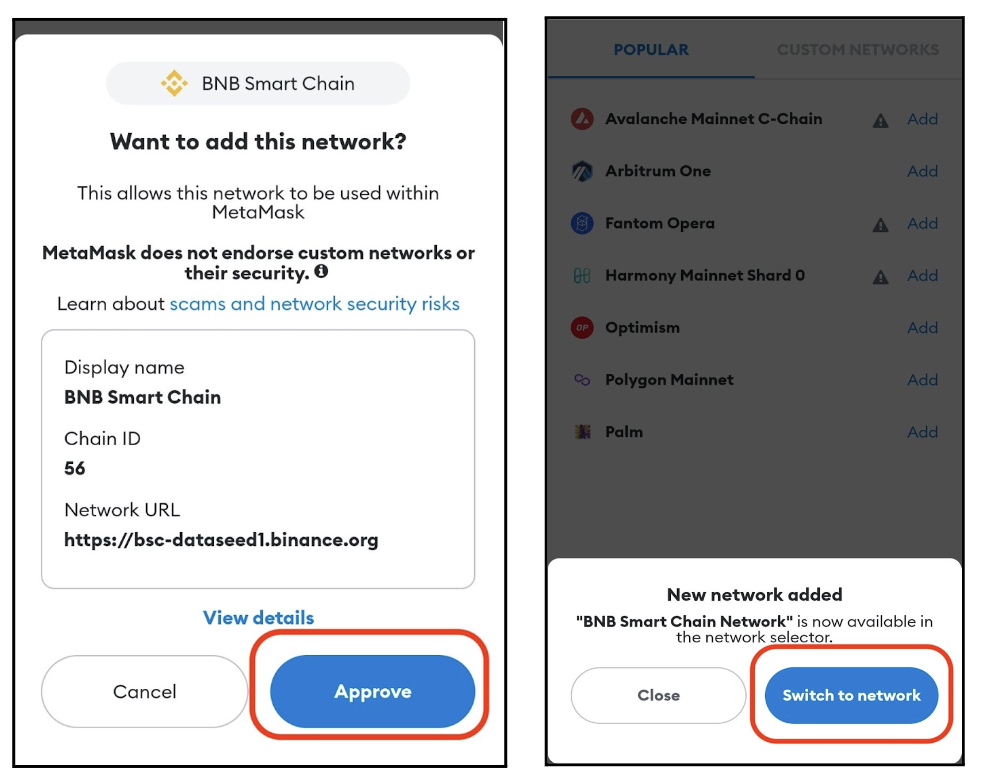 BNB Smart Chain
Want to add this network?
This allows this network to be used within
MetaMask
MetaMask does not endorse custom networks or
their security.
Learn about scams and network security risks
Display name
BNB Smart Chain
Chain ID
56
Network URL
https://bsc-dataseed1.binance.org
View details
Cancel
Approve
POPULAR
CUSTOM NETWORKS
Avalanche Mainnet C-Chain
Add
Arbitrum One
Add
Fantom Opera
Add
Harmony Mainnet Shard 0
Add
OP
Optimism
Add
Polygon Mainnet
Add
Palm
Add
New network added
"BNB Smart Chain Network" is now available in
the network selector.
Close
Switch to network